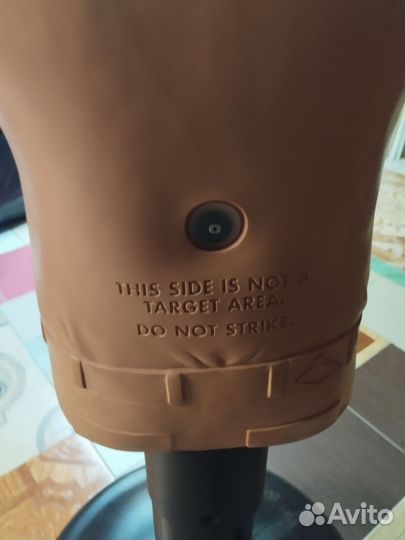 THIS SIDE IS NOT A
TARGET AREA.
DO NOT STRIKE.
Avito